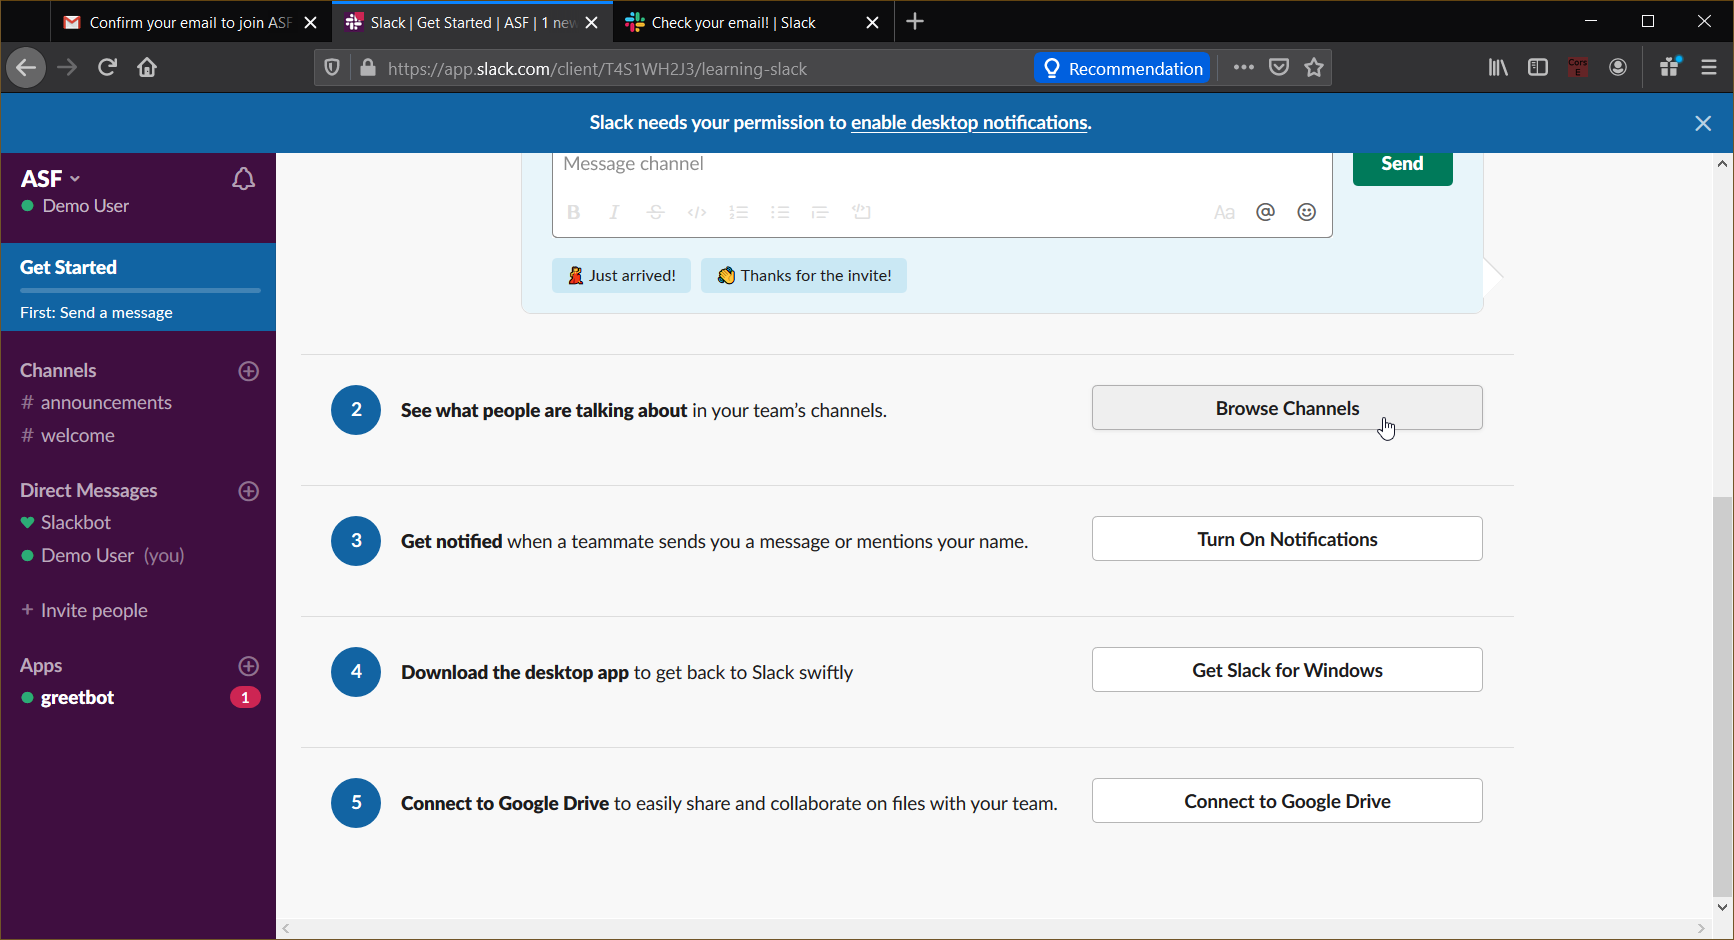 Confirm your email to join ASF
Slack | Get Started | ASF | 1 new
Check your email! | Slack
https://app.slack.com/client/T4S1WH2J3/learning-slack
Recommendation
Cors
E
Slack needs your permission to enable desktop notifications.
ASF
Demo User
Get Started
First: Send a message
Channels
# announcements
# welcome
Direct Messages
Slackbot
Demo User (you)
+ Invite people
Apps
greetbot 1
Message channel
Send
B I S </> Aa @
Just arrived!
Thanks for the invite!
2 See what people are talking about in your team's channels.
Browse Channels
3 Get notified when a teammate sends you a message or mentions your name.
Turn On Notifications
4 Download the desktop app to get back to Slack swiftly
Get Slack for Windows
5 Connect to Google Drive to easily share and collaborate on files with your team.
Connect to Google Drive